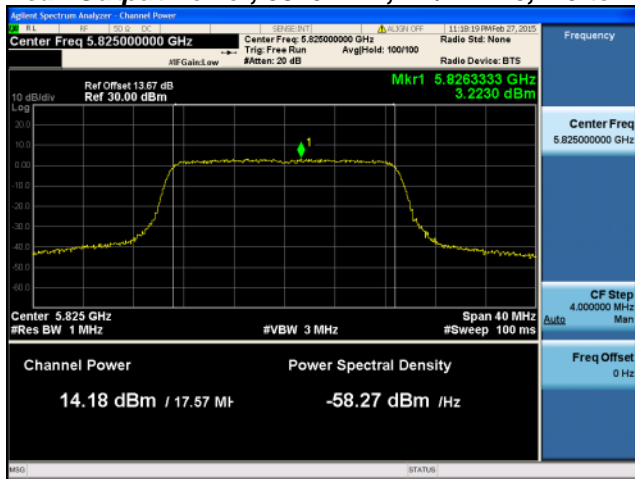 Agilent Spectrum Analyzer - Channel Power
RL RF 50 Ω DC SENSE:INT ALIGN OFF 11:18:19 PM Feb 27, 2015
Center Freq 5.825000000 GHz
Center Freq: 5.825000000 GHz
Radio Std: None
Trig: Free Run Avg|Hold: 100/100
#IFGain:Low #Atten: 20 dB Radio Device: BTS
Frequency
Mkr1 5.8263333 GHz
3.2230 dBm
Ref Offset 13.67 dB
10 dB/div Ref 30.00 dBm
Log
20.0
10.0
0.00
-10.0
-20.0
-30.0
-40.0
-50.0
-60.0
1
Center 5.825 GHz Span 40 MHz
#Res BW 1 MHz #VBW 3 MHz #Sweep 100 ms
Channel Power Power Spectral Density
14.18 dBm / 17.57 MH -58.27 dBm /Hz
Center Freq
5.825000000 GHz
CF Step
4.000000 MHz
Auto Man
Freq Offset
0 Hz
MSG STATUS